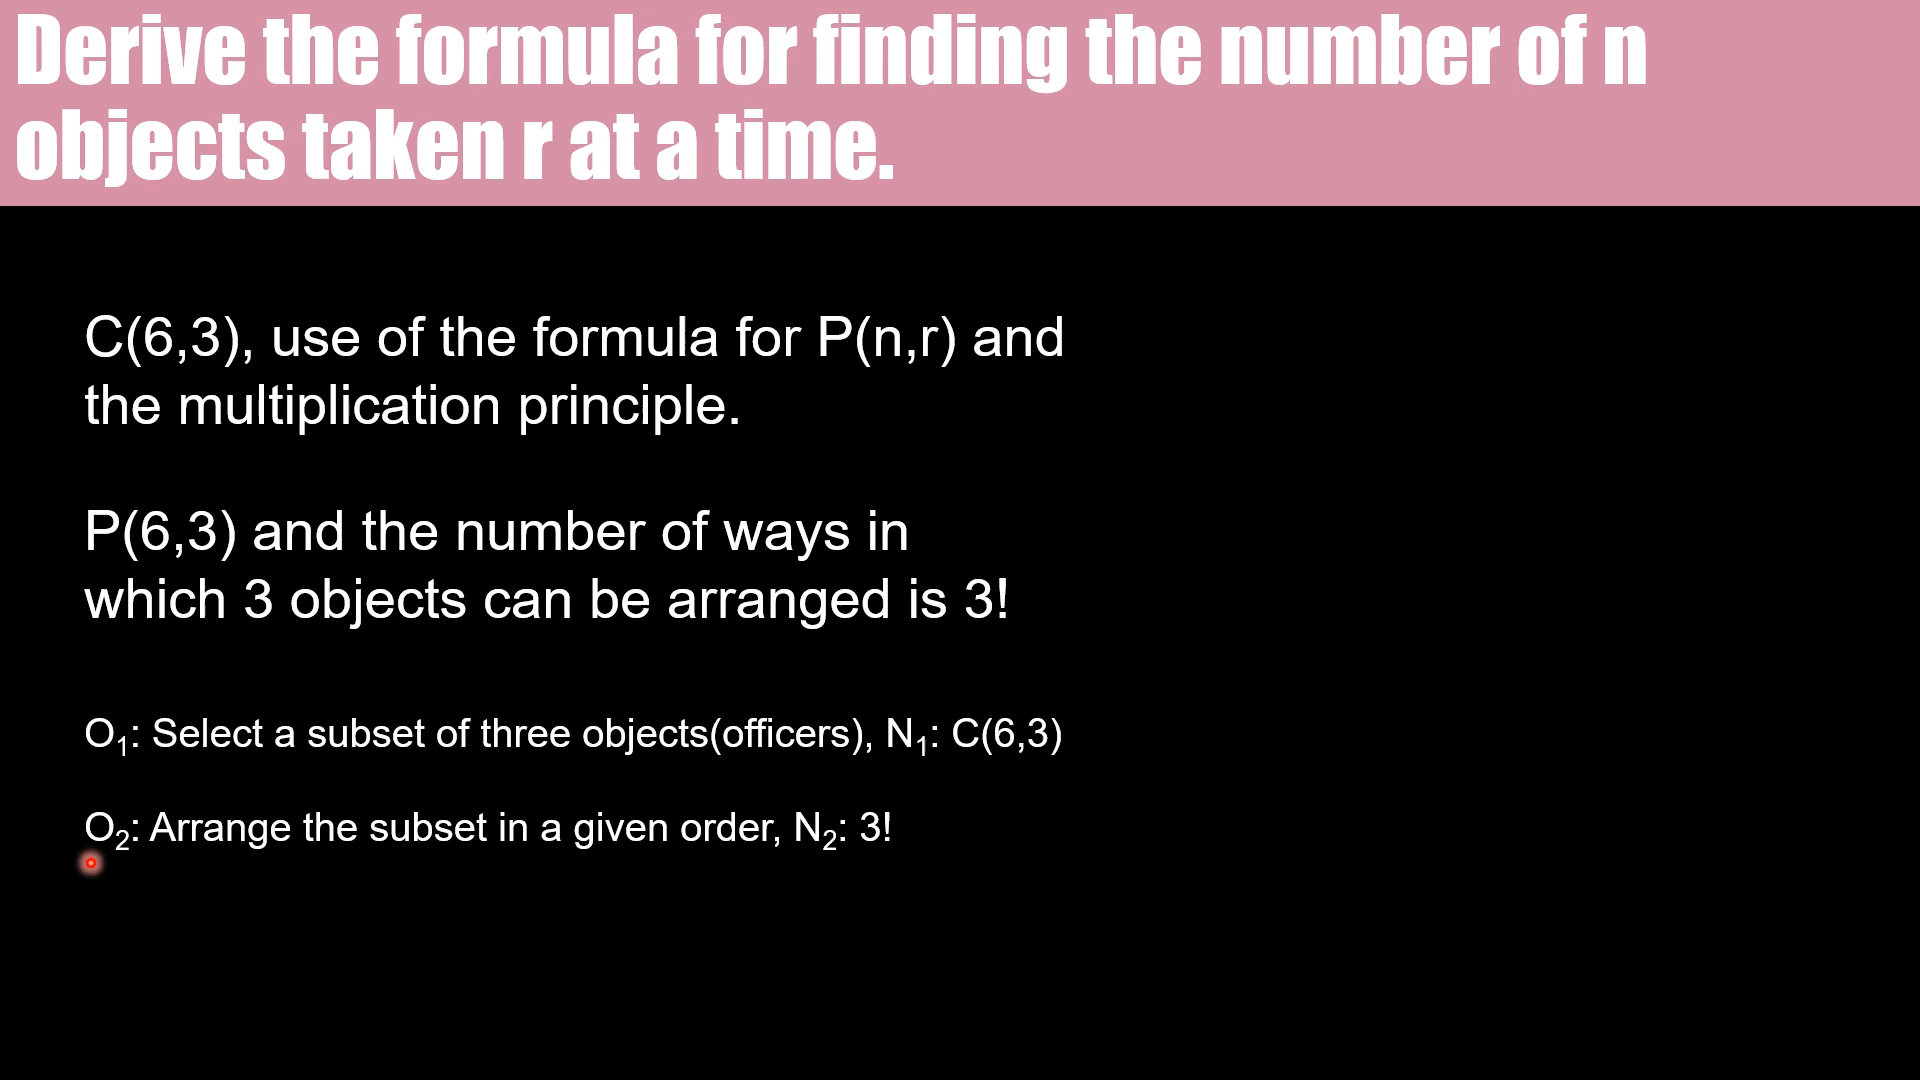 Derive the formula for finding the number of n
objects taken r at a time.
C(6,3), use of the formula for P(n,r) and
the multiplication principle.
P(6,3) and the number of ways in
which 3 objects can be arranged is 3!
O₁: Select a subset of three objects(officers), N₁: C(6,3)
O₂: Arrange the subset in a given order, N₂: 3!